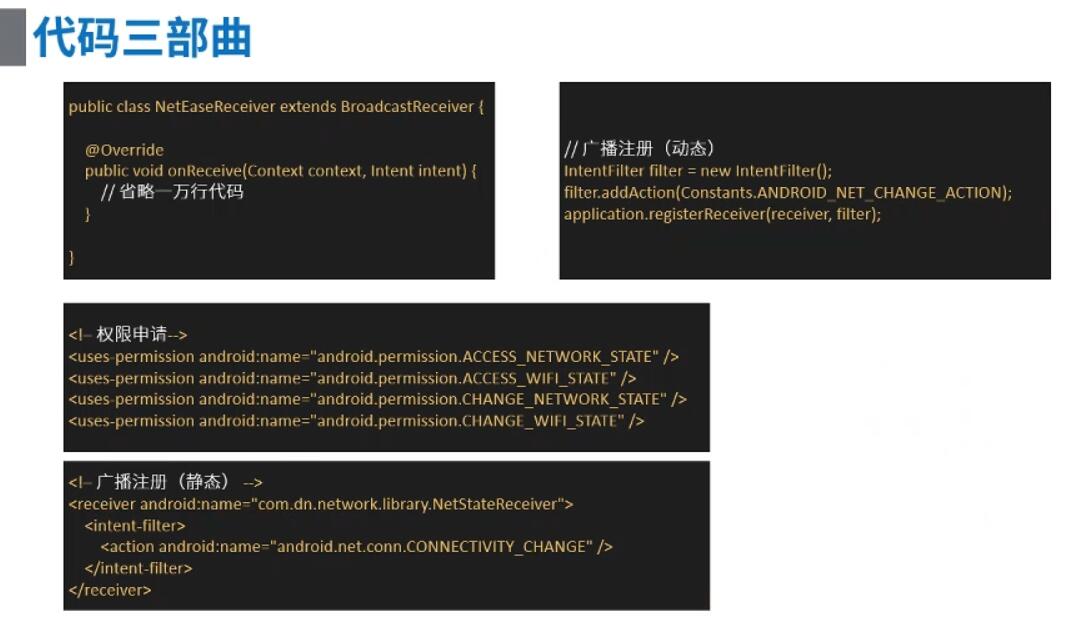 代码三部曲
public class NetEaseReceiver extends BroadcastReceiver {
@Override
public void onReceive(Context context, Intent intent) {
// 省略一万行代码
}
}
// 广播注册（动态）
IntentFilter filter = new IntentFilter();
filter.addAction(Constants.ANDROID_NET_CHANGE_ACTION);
application.registerReceiver(receiver, filter);
<!– 权限申请-->
<uses-permission android:name="android.permission.ACCESS_NETWORK_STATE" />
<uses-permission android:name="android.permission.ACCESS_WIFI_STATE" />
<uses-permission android:name="android.permission.CHANGE_NETWORK_STATE" />
<uses-permission android:name="android.permission.CHANGE_WIFI_STATE" />
<!– 广播注册（静态） -->
<receiver android:name="com.dn.network.library.NetStateReceiver">
<intent-filter>
<action android:name="android.net.conn.CONNECTIVITY_CHANGE" />
</intent-filter>
</receiver>